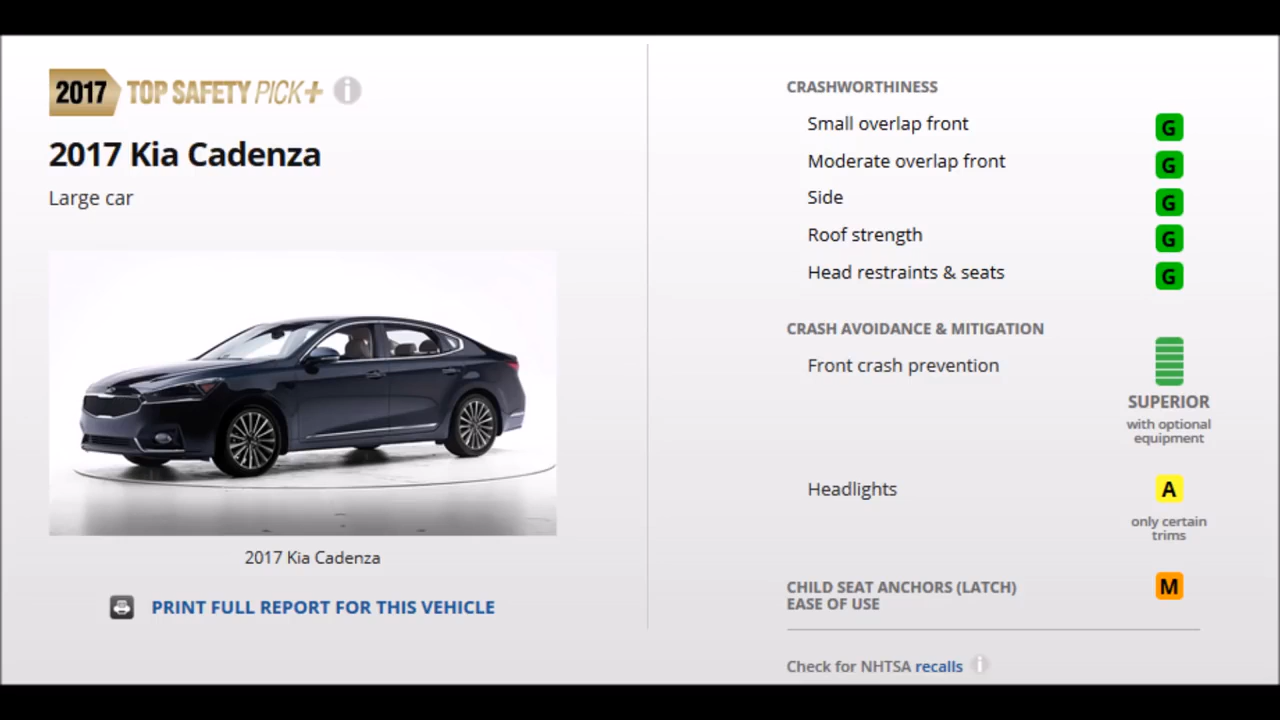 2017 TOP SAFETY PICK+ i
2017 Kia Cadenza
Large car
2017 Kia Cadenza
PRINT FULL REPORT FOR THIS VEHICLE
CRASHWORTHINESS
Small overlap front G
Moderate overlap front G
Side G
Roof strength G
Head restraints & seats G
CRASH AVOIDANCE & MITIGATION
Front crash prevention
SUPERIOR
with optional
equipment
Headlights A
only certain
trims
CHILD SEAT ANCHORS (LATCH) M
EASE OF USE
Check for NHTSA recalls i